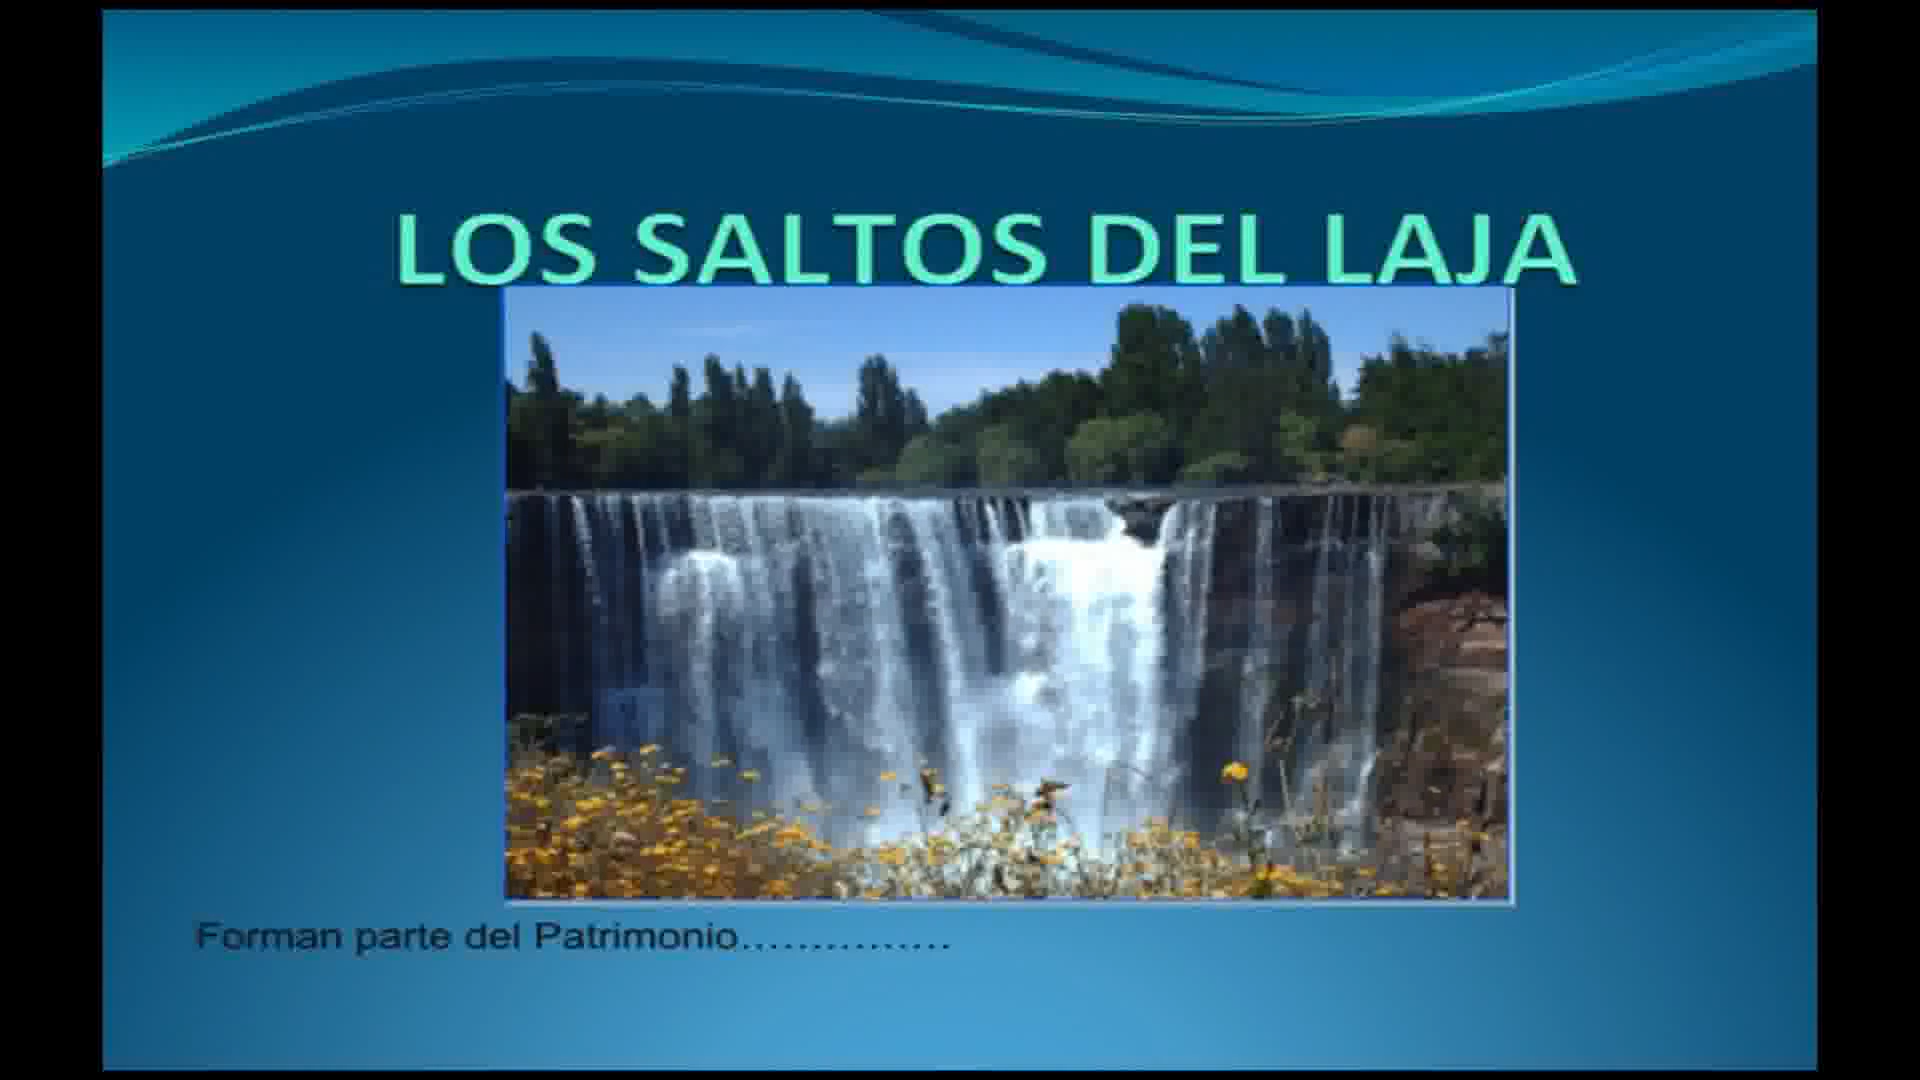 LOS SALTOS DEL LAJA
Forman parte del Patrimonio...............